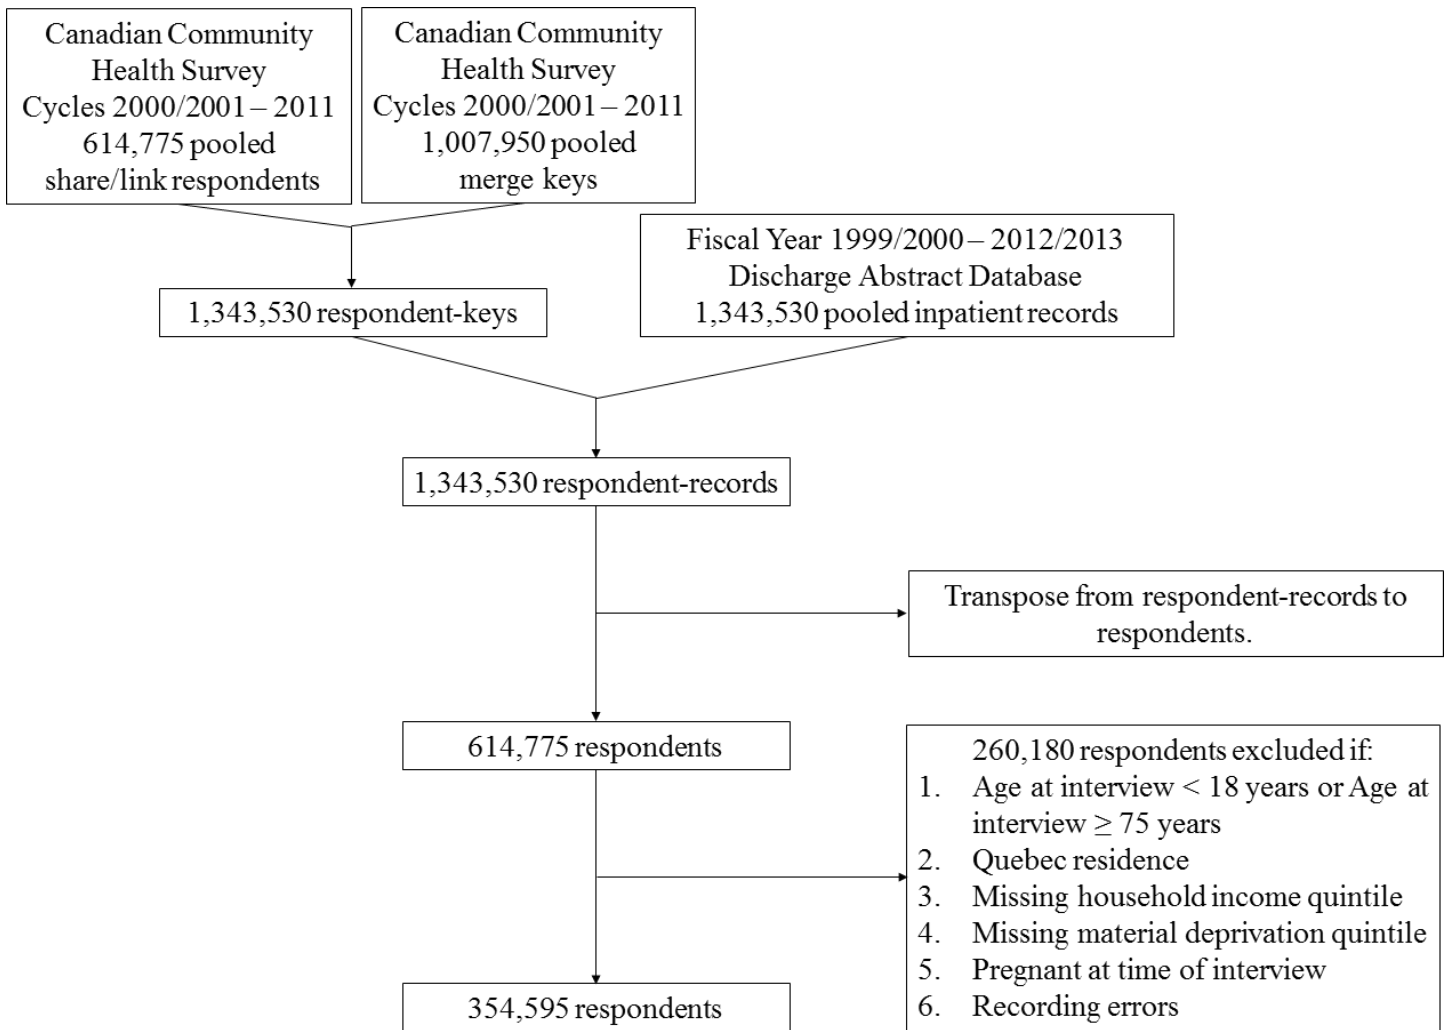 Canadian Community
Health Survey
Cycles 2000/2001 – 2011
614,775 pooled
share/link respondents
Canadian Community
Health Survey
Cycles 2000/2001 – 2011
1,007,950 pooled
merge keys
Fiscal Year 1999/2000 – 2012/2013
Discharge Abstract Database
1,343,530 pooled inpatient records
1,343,530 respondent-keys
1,343,530 respondent-records
Transpose from respondent-records to
respondents.
614,775 respondents
260,180 respondents excluded if:
1. Age at interview < 18 years or Age at
interview ≥ 75 years
2. Quebec residence
3. Missing household income quintile
4. Missing material deprivation quintile
5. Pregnant at time of interview
6. Recording errors
354,595 respondents